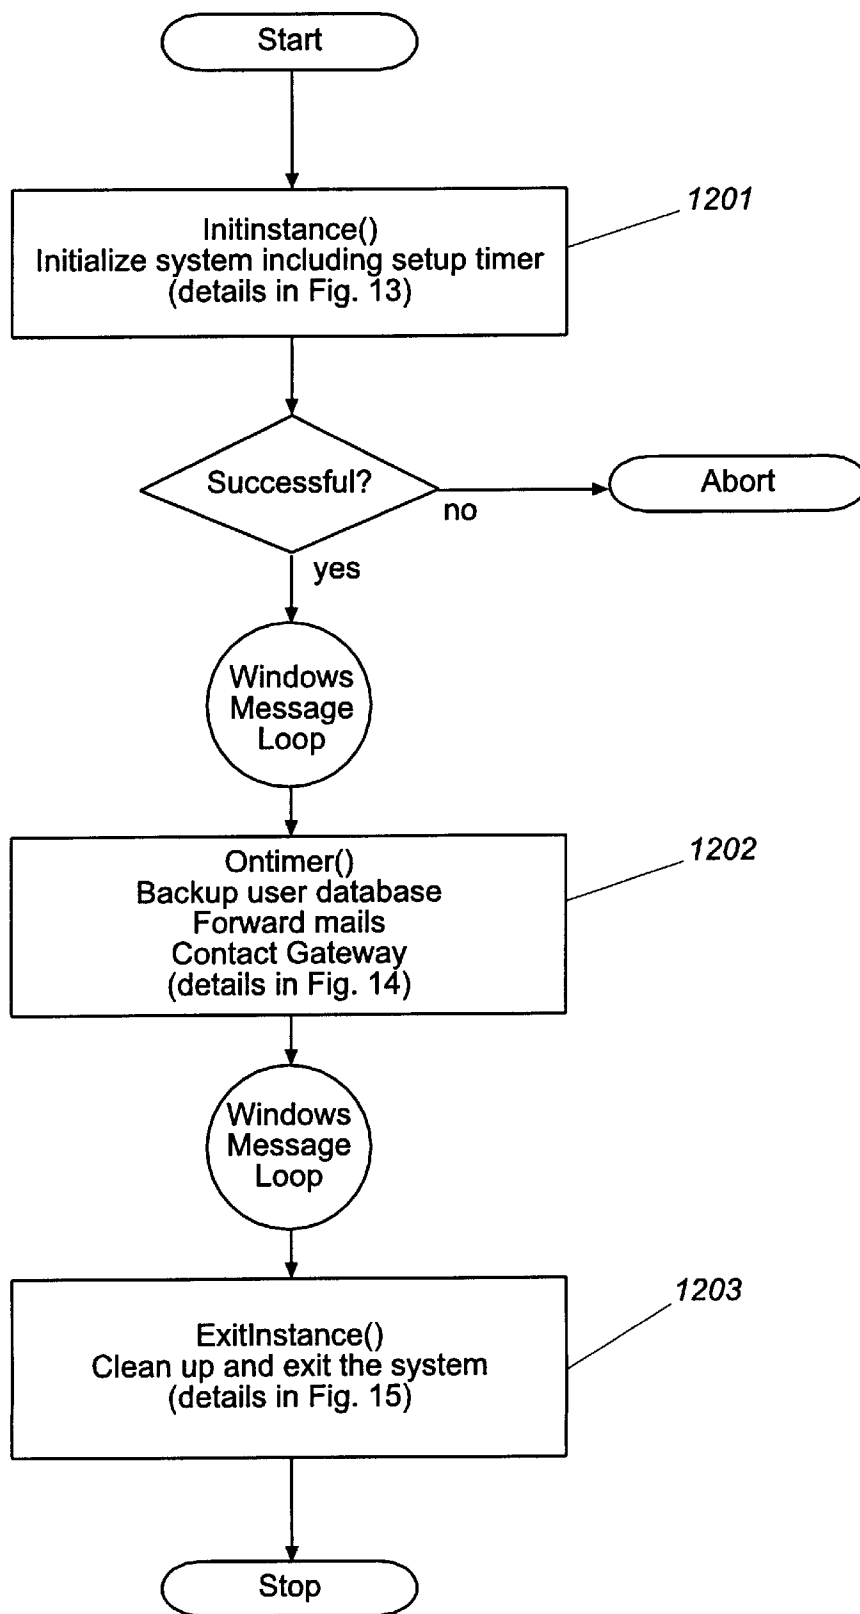 Start
1201
Initinstance()
Initialize system including setup timer
(details in Fig. 13)
Successful?
Abort
no
yes
Windows
Message
Loop
1202
Ontimer()
Backup user database
Forward mails
Contact Gateway
(details in Fig. 14)
Windows
Message
Loop
1203
ExitInstance()
Clean up and exit the system
(details in Fig. 15)
Stop